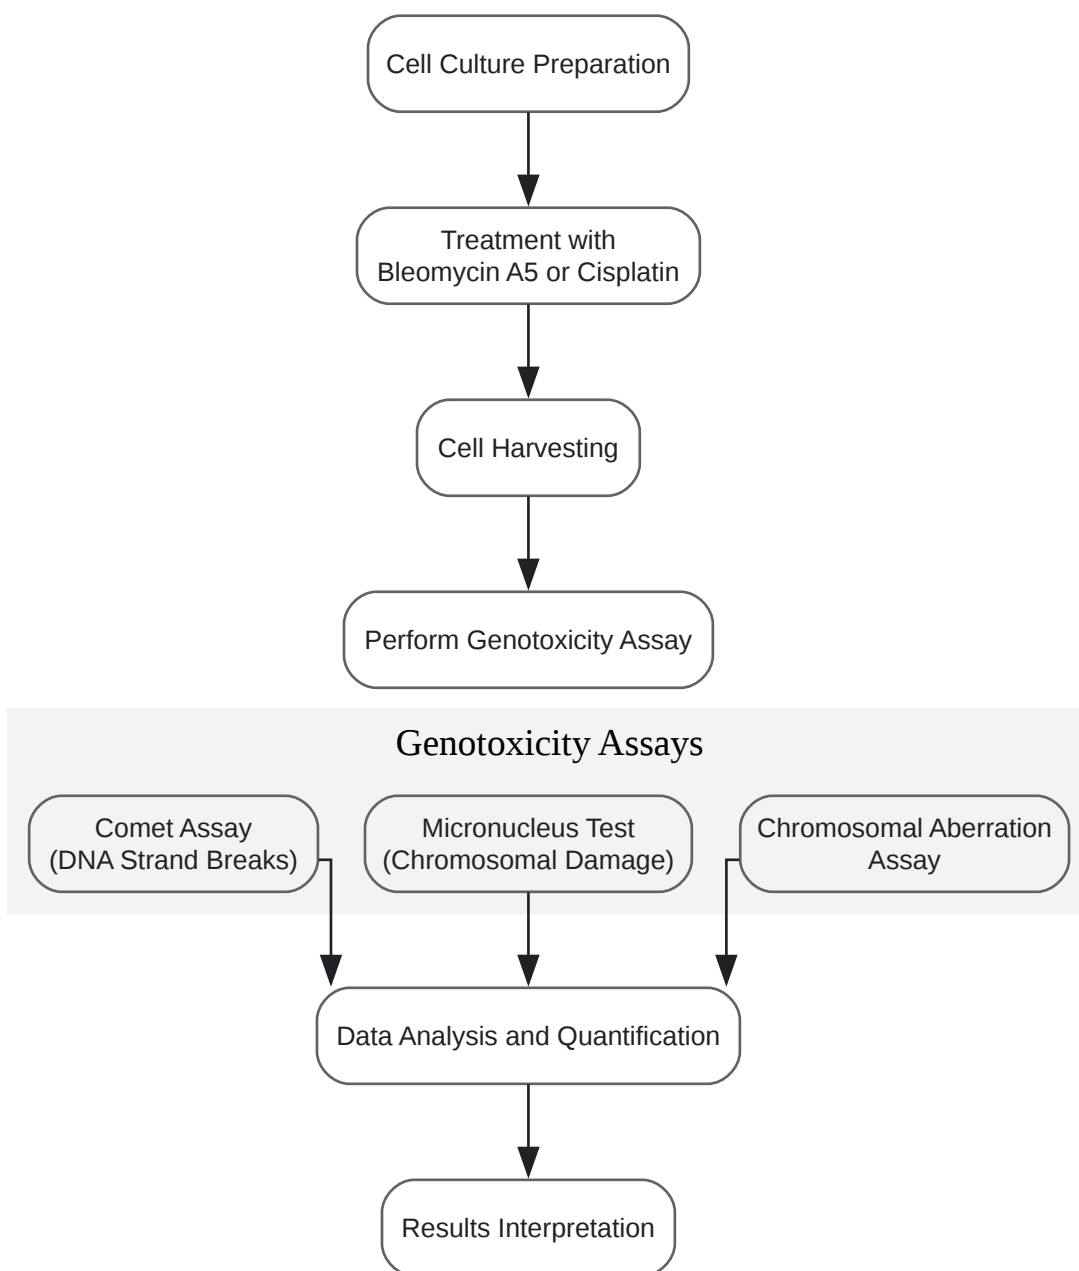 Cell Culture Preparation
Treatment with
Bleomycin A5 or Cisplatin
Cell Harvesting
Perform Genotoxicity Assay
Genotoxicity Assays
Comet Assay
(DNA Strand Breaks)
Micronucleus Test
(Chromosomal Damage)
Chromosomal Aberration
Assay
Data Analysis and Quantification
Results Interpretation